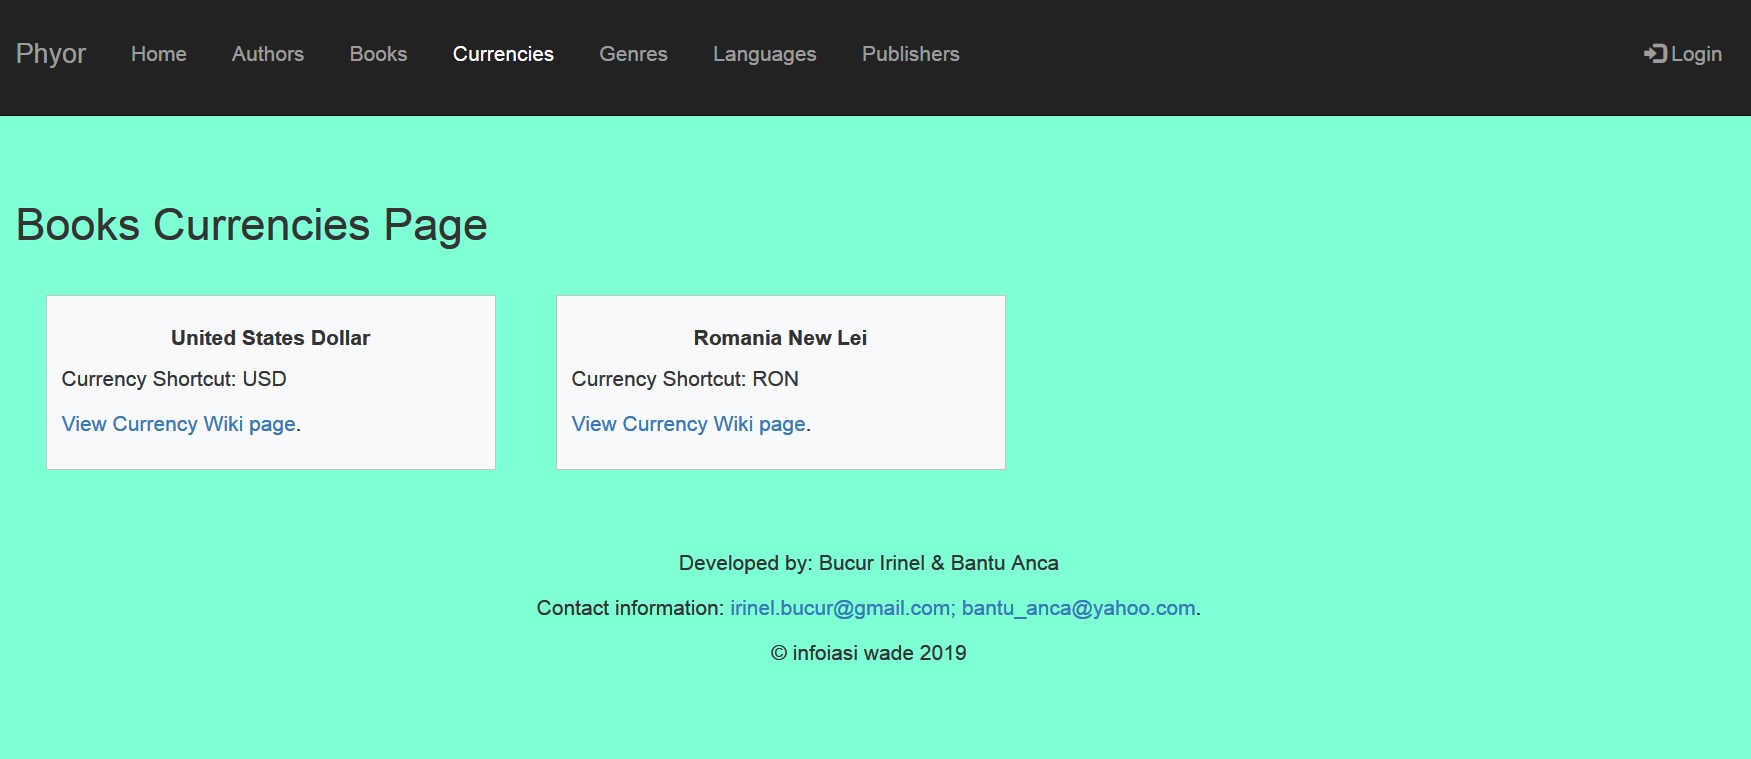 Phyor Home Authors Books Currencies Genres Languages Publishers Login
Books Currencies Page
United States Dollar
Currency Shortcut: USD
View Currency Wiki page.
Romania New Lei
Currency Shortcut: RON
View Currency Wiki page.
Developed by: Bucur Irinel & Bantu Anca
Contact information: irinel.bucur@gmail.com; bantu_anca@yahoo.com.
© infoiasi wade 2019